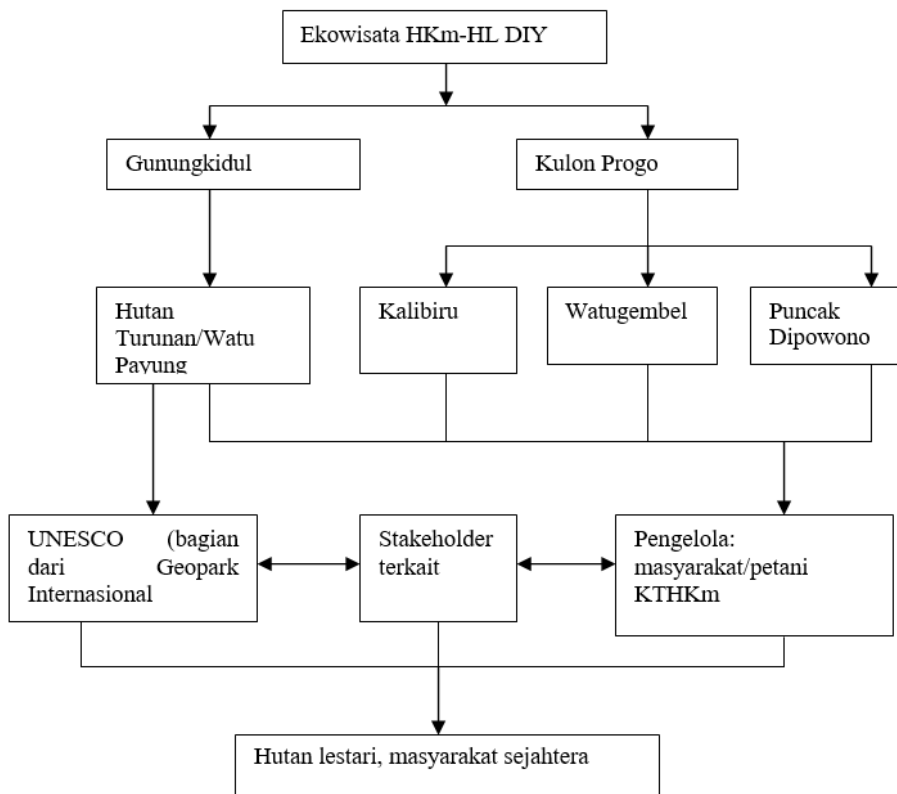 Ekowisata HKm-HL DIY
Gunungkidul
Kulon Progo
Hutan
Turunan/Watu
Payung
Kalibiru
Watugembel
Puncak
Dipowono
UNESCO (bagian
dari Geopark
Internasional
Stakeholder
terkait
Pengelola:
masyarakat/petani
KTHKm
Hutan lestari, masyarakat sejahtera